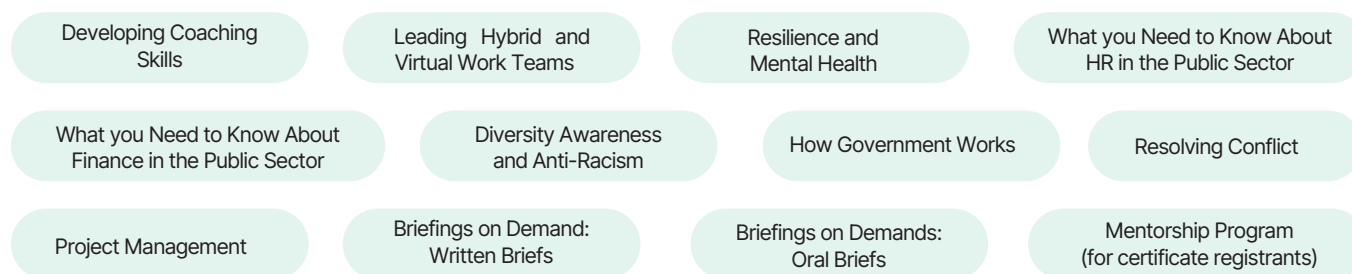 Developing Coaching
Skills
Leading Hybrid and
Virtual Work Teams
Resilience and
Mental Health
What you Need to Know About
HR in the Public Sector
What you Need to Know About
Finance in the Public Sector
Diversity Awareness
and Anti-Racism
How Government Works
Resolving Conflict
Project Management
Briefings on Demand:
Written Briefs
Briefings on Demands:
Oral Briefs
Mentorship Program
(for certificate registrants)